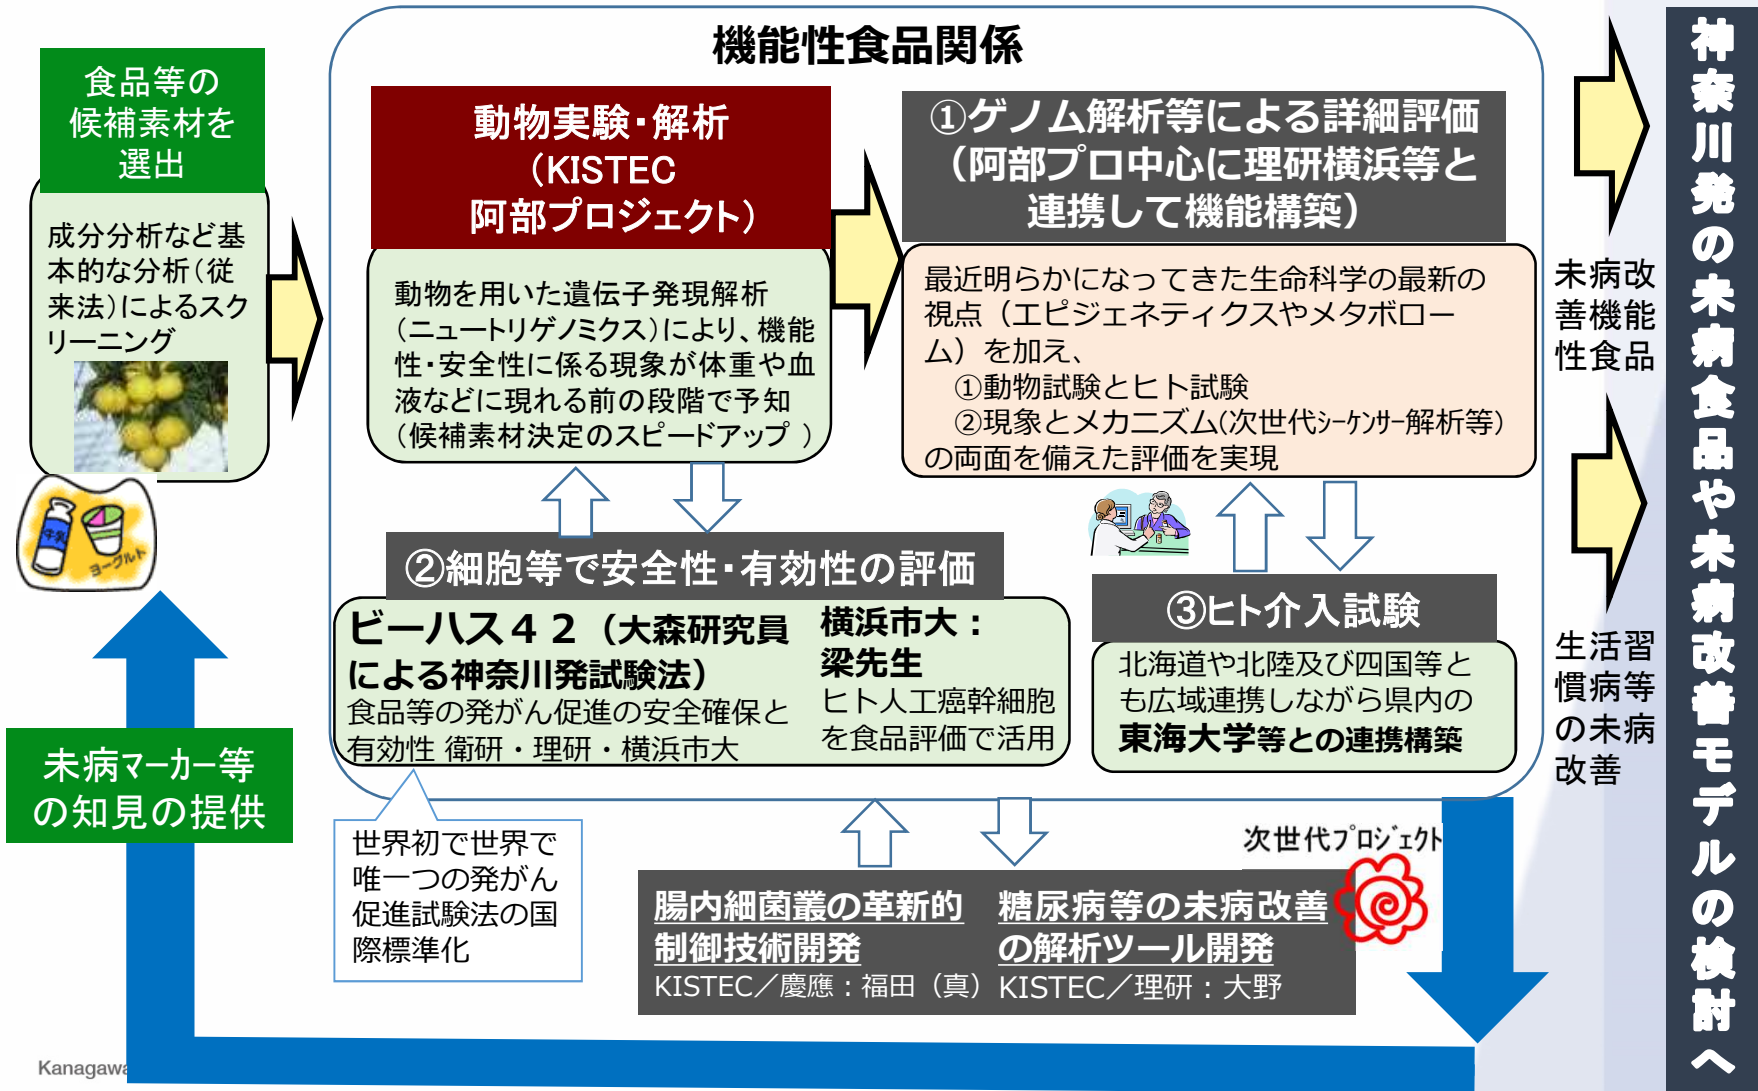 機能性食品関係
食品等の
候補素材を
選出
成分分析など基
本的な分析(従
来法)によるスク
リーニング
牛乳
ヨーグルト
動物実験・解析
(KISTEC
阿部プロジェクト)
動物を用いた遺伝子発現解析
(ニュートリゲノミクス)により、機能
性・安全性に係る現象が体重や血
液などに現れる前の段階で予知
(候補素材決定のスピードアップ )
①ゲノム解析等による詳細評価
(阿部プロ中心に理研横浜等と
連携して機能構築)
最近明らかになってきた生命科学の最新の
視点(エピジェネティクスやメタボロー
ム)を加え、
①動物試験とヒト試験
②現象とメカニズム(次世代シーケンサー解析等)
の両面を備えた評価を実現
②細胞等で安全性・有効性の評価
ビーハス42(大森研究員
による神奈川発試験法)
食品等の発がん促進の安全確保と
有効性 衛研・理研・横浜市大
横浜市大:
梁先生
ヒト人工癌幹細胞
を食品評価で活用
③ヒト介入試験
北海道や北陸及び四国等と
も広域連携しながら県内の
東海大学等との連携構築
未病マーカー等
の知見の提供
世界初で世界で
唯一つの発がん
促進試験法の国
際標準化
次世代プロジェクト
腸内細菌叢の革新的
制御技術開発
KISTEC/慶應:福田(真)
糖尿病等の未病改善
の解析ツール開発
KISTEC/理研:大野
未病改
善機能
性食品
生活習
慣病等
の未病
改善
神奈川発の未病食品や未病改善モデルの検討へ
Kanagawa